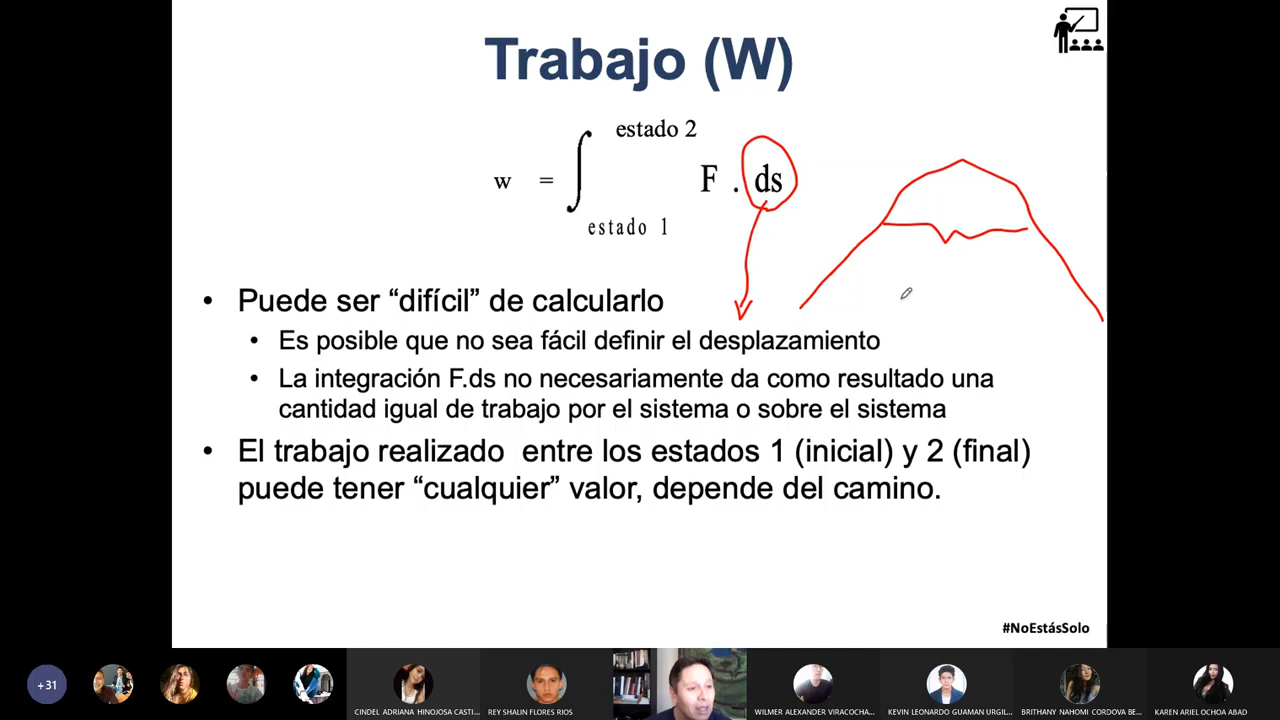 Trabajo (W)
estado 2
w = ∫ F . ds
estado 1
• Puede ser “difícil” de calcularlo
• Es posible que no sea fácil definir el desplazamiento
• La integración F.ds no necesariamente da como resultado una
cantidad igual de trabajo por el sistema o sobre el sistema
• El trabajo realizado entre los estados 1 (inicial) y 2 (final)
puede tener “cualquier” valor, depende del camino.
#NoEstásSolo
+31
CINDEL ADRIANA HINOJOSA CASTI...
REY SHALIN FLORES RIOS
WILMER ALEXANDER VIRACOCHA...
KEVIN LEONARDO GUAMAN URGIL...
BRITHANY NAHOMI CORDOVA BE...
KAREN ARIEL OCHOA ABAD